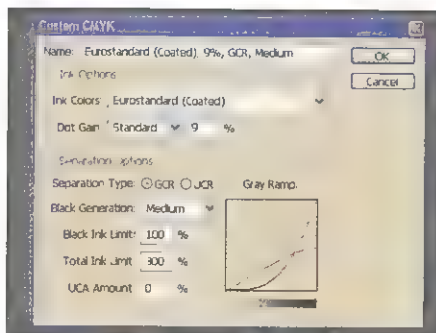 Custom CMYK
Name: Eurostandard (Coated), 9%, GCR, Medium
OK
Cancel
Ink Options
Ink Colors: Eurostandard (Coated)
Dot Gain: Standard 9 %
Separation Options
Separation Type: GCR UCR Gray Ramp:
Black Generation: Medium
Black Ink Limit: 100 %
Total Ink Limit: 300 %
UCA Amount: 0 %